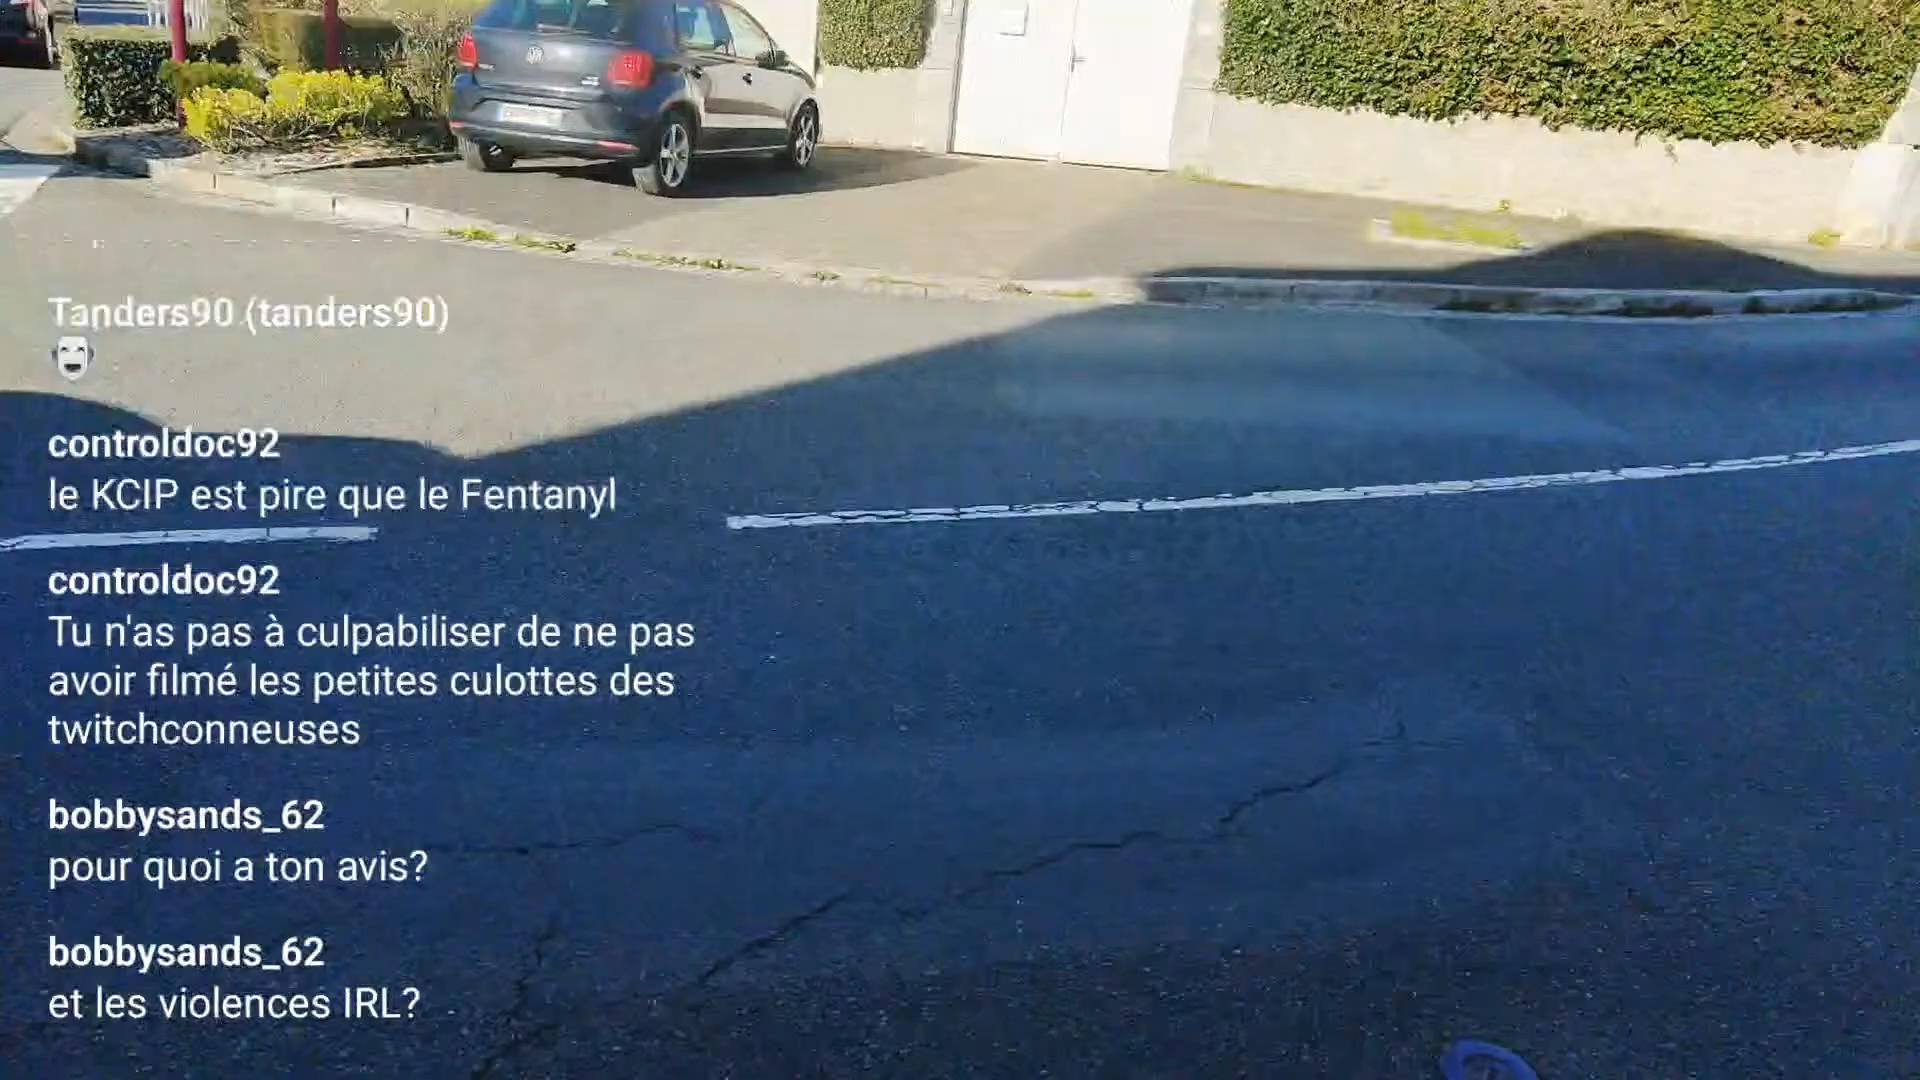 Tanders90 (tanders90)
controldoc92
le KCIP est pire que le Fentanyl
controldoc92
Tu n'as pas à culpabiliser de ne pas
avoir filmé les petites culottes des
twitchconneuses
bobbysands_62
pour quoi a ton avis?
bobbysands_62
et les violences IRL?